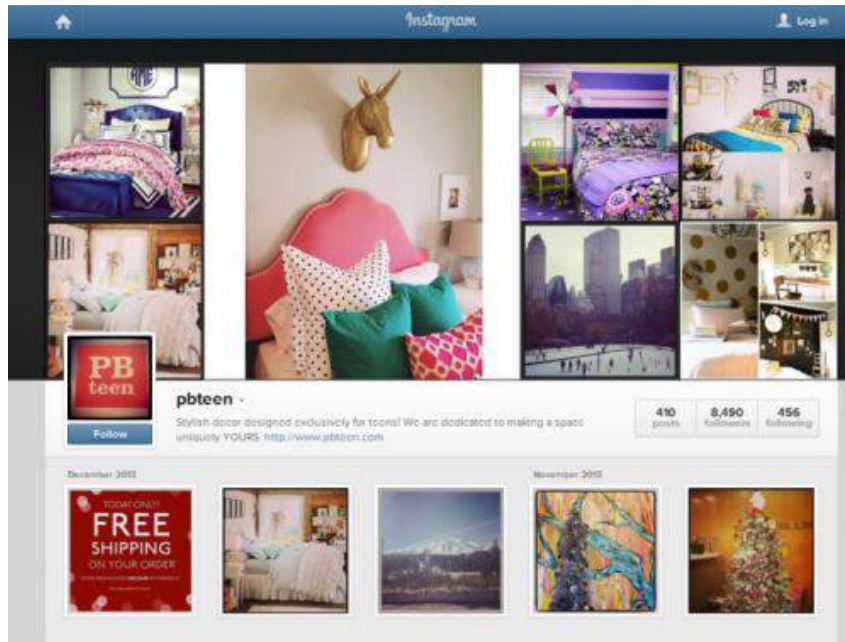 Instagram
Log in
AME
PB
teen
Follow
pbteen
Stylish decor designed exclusively for teens! We are dedicated to making a space
uniquely YOURS. http://www.pbteen.com
410
posts
8,490
followers
456
following
December 2013
November 2013
TODAY ONLY!
FREE
SHIPPING
ON YOUR ORDER